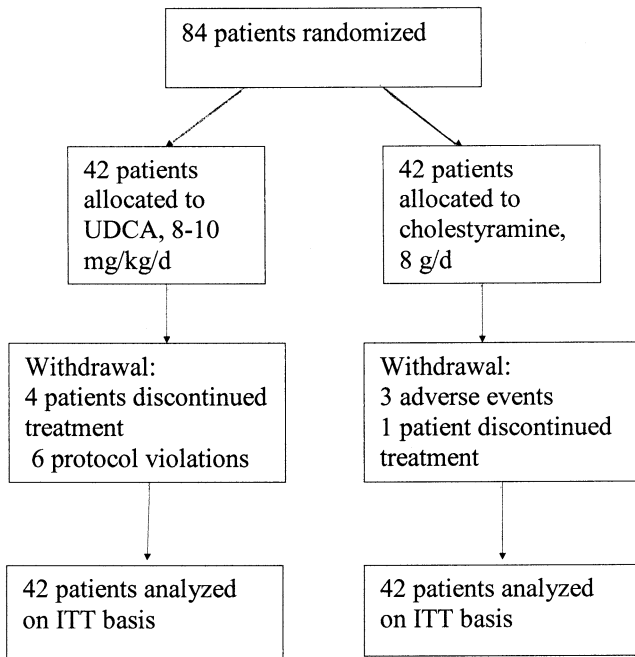 84 patients randomized
42 patients
allocated to
UDCA, 8-10
mg/kg/d
42 patients
allocated to
cholestyramine,
8 g/d
Withdrawal:
4 patients discontinued
treatment
6 protocol violations
Withdrawal:
3 adverse events
1 patient discontinued
treatment
42 patients analyzed
on ITT basis
42 patients analyzed
on ITT basis